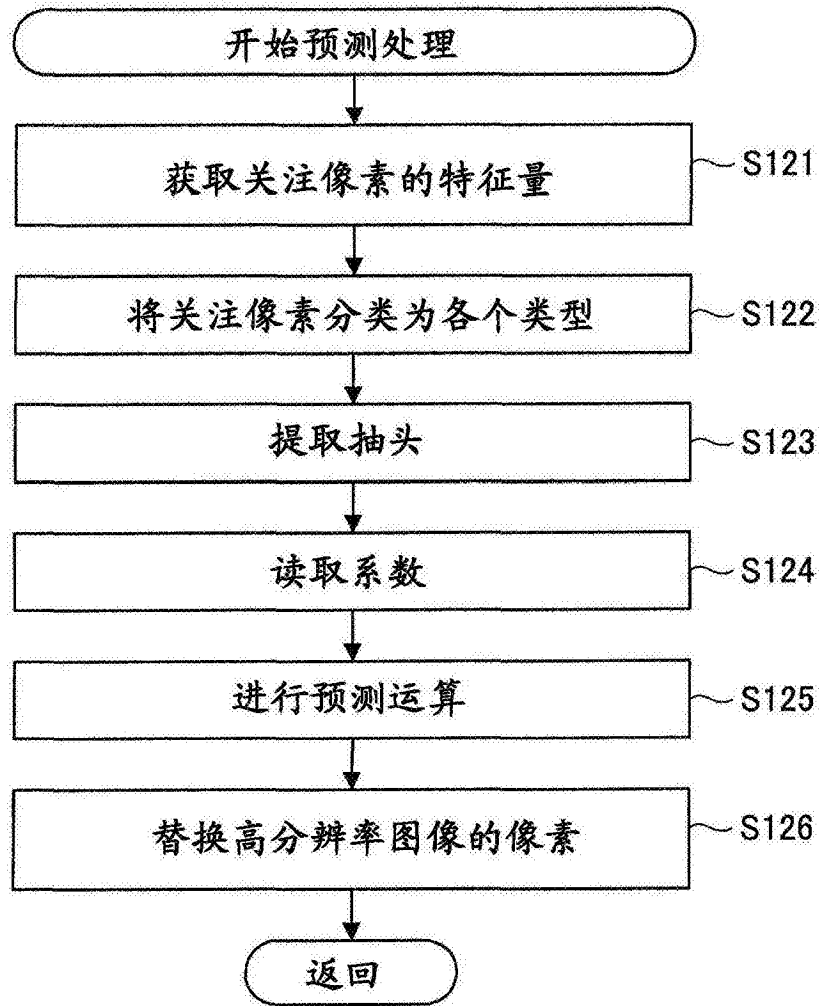 开始预测处理
获取关注像素的特征量
S121
将关注像素分类为各个类型
S122
提取抽头
S123
读取系数
S124
进行预测运算
S125
替换高分辨率图像的像素
S126
返回